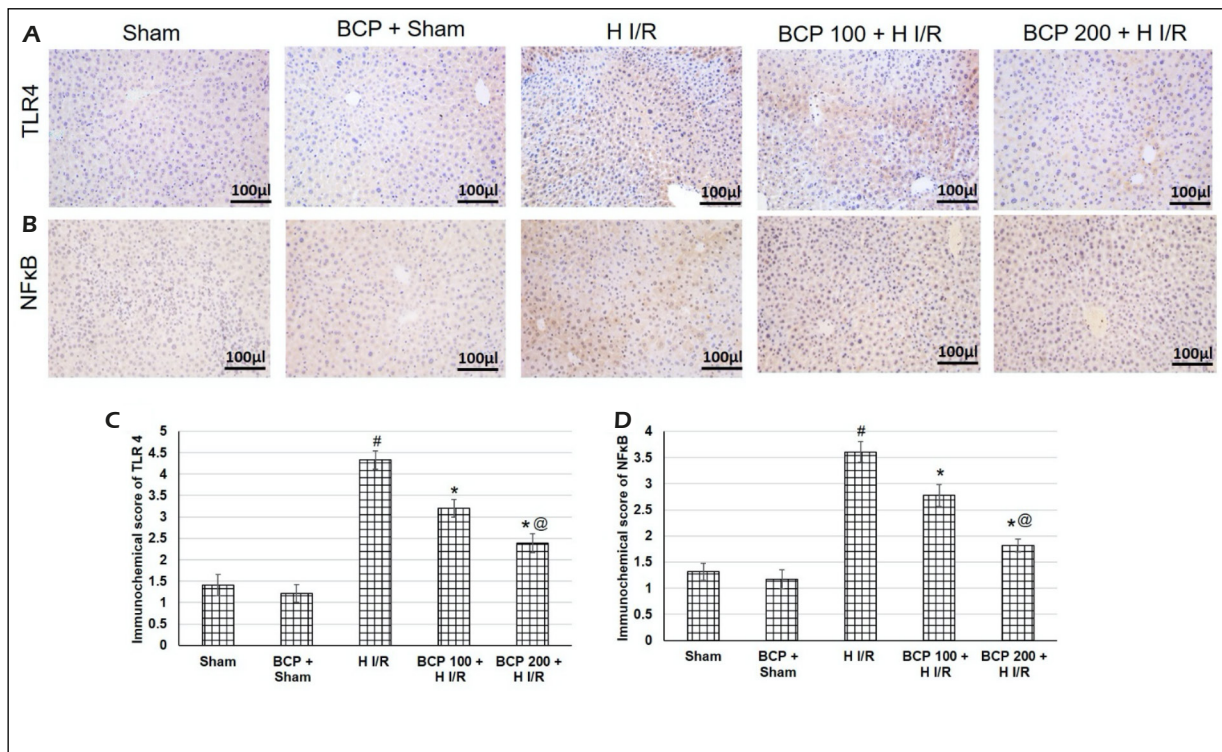 A
Sham
BCP + Sham
H I/R
BCP 100 + H I/R
BCP 200 + H I/R
TLR4
100µl
100µl
100µl
100µl
100µl
B
NFκB
100µl
100µl
100µl
100µl
100µl
C
Immunochemical score of TLR 4
5
4.5
4
3.5
3
2.5
2
1.5
1
0.5
0
#
*
* @
Sham
BCP +
Sham
H I/R
BCP 100 +
H I/R
BCP 200 +
H I/R
D
Immunochemical score of NFκB
4
3.5
3
2.5
2
1.5
1
0.5
0
#
*
* @
Sham
BCP +
Sham
H I/R
BCP 100 +
H I/R
BCP 200 +
H I/R